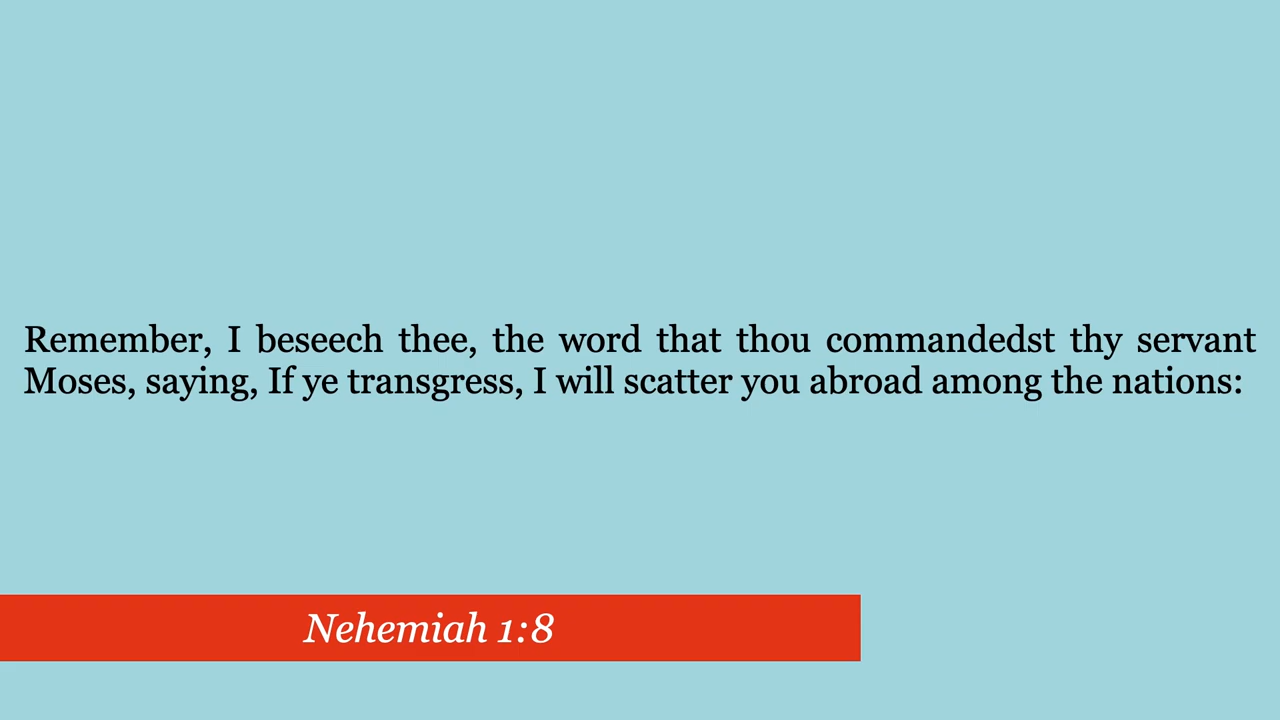 Remember, I beseech thee, the word that thou commandedst thy servant
Moses, saying, If ye transgress, I will scatter you abroad among the nations:
Nehemiah 1:8